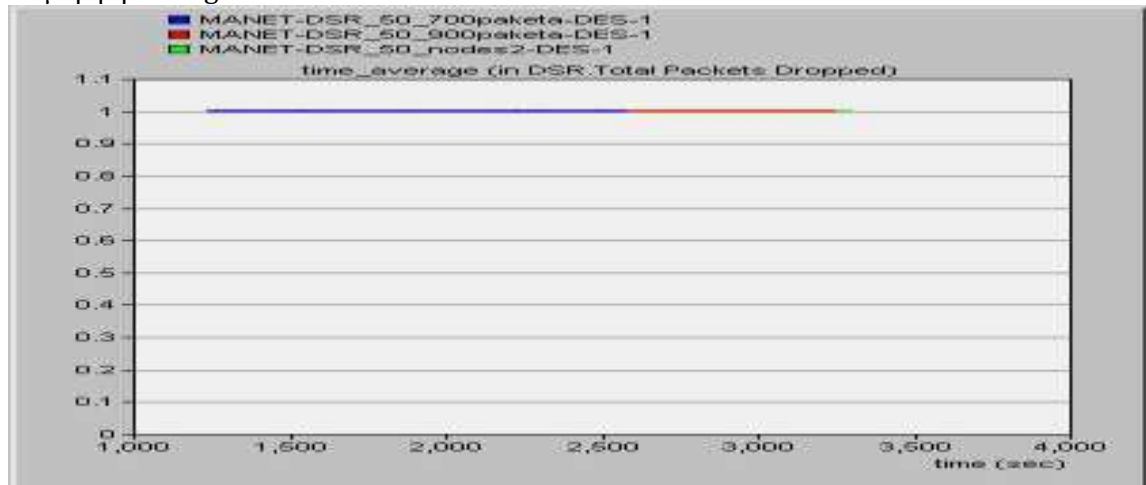 MANET-DSR_50_700paketa-DES-1
MANET-DSR_50_900paketa-DES-1
MANET-DSR_50_nodes2-DES-1
time_average (in DSR.Total Packets Dropped)
1.1
1
0.9
0.8
0.7
0.6
0.5
0.4
0.3
0.2
0.1
0
1,000 1,500 2,000 2,500 3,000 3,500 4,000
time (sec)